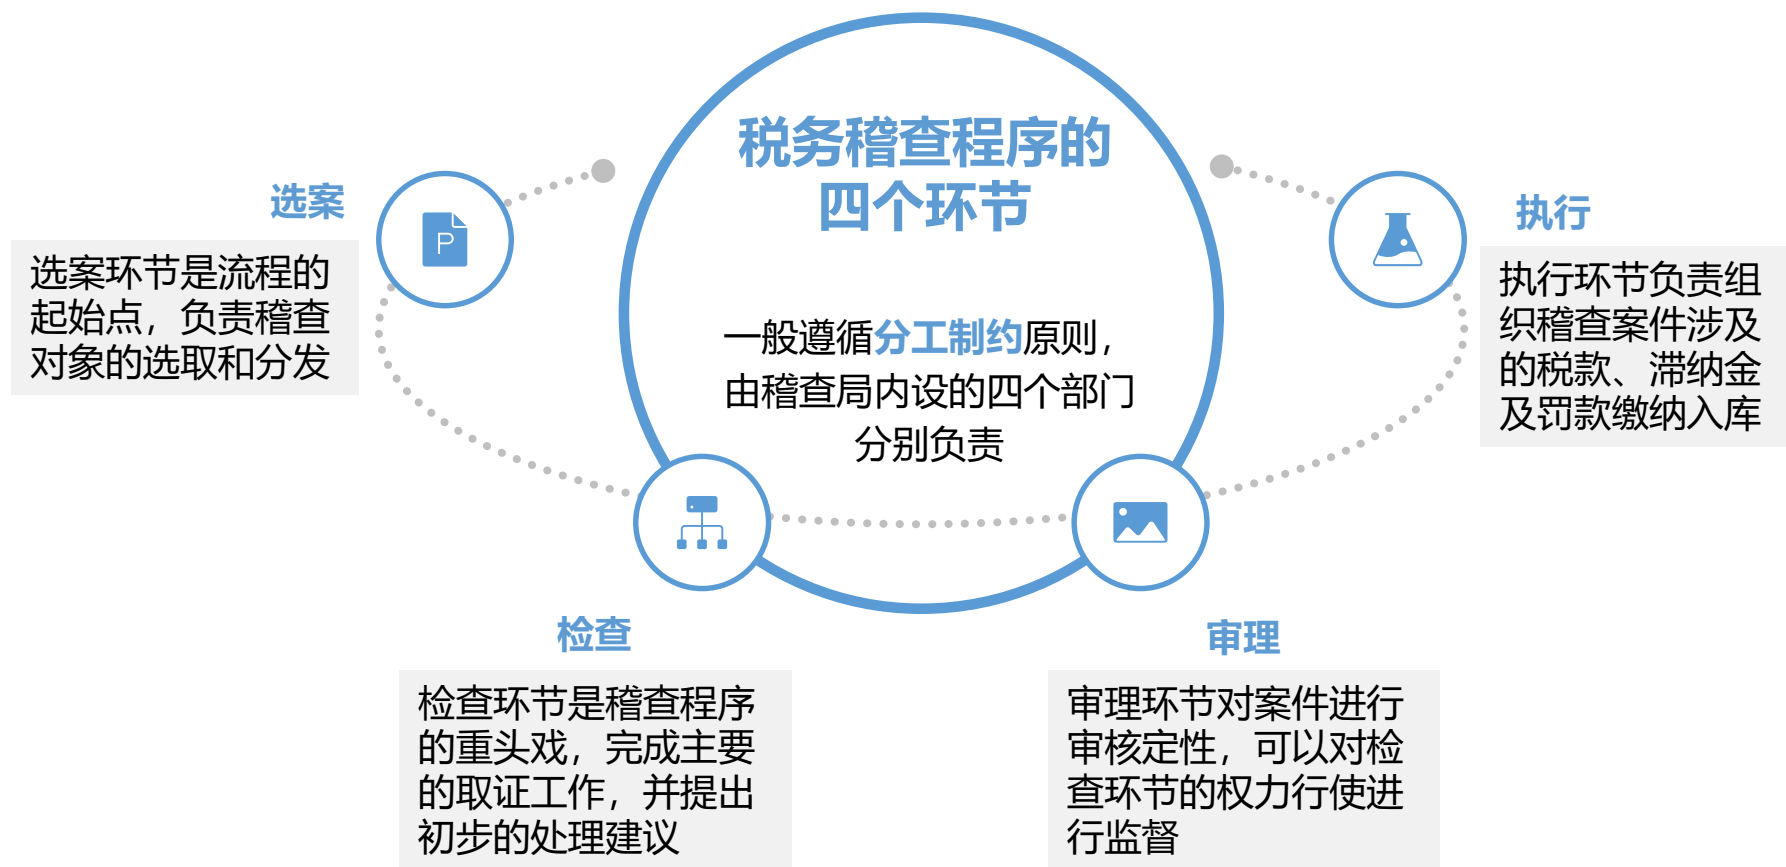 税务稽查程序的
四个环节
一般遵循分工制约原则，
由稽查局内设的四个部门
分别负责
选案
选案环节是流程的
起始点，负责稽查
对象的选取和分发
检查
检查环节是稽查程序
的重头戏，完成主要
的取证工作，并提出
初步的处理建议
审理
审理环节对案件进行
审核定性，可以对检
查环节的权力行使进
行监督
执行
执行环节负责组
织稽查案件涉及
的税款、滞纳金
及罚款缴纳入库
P